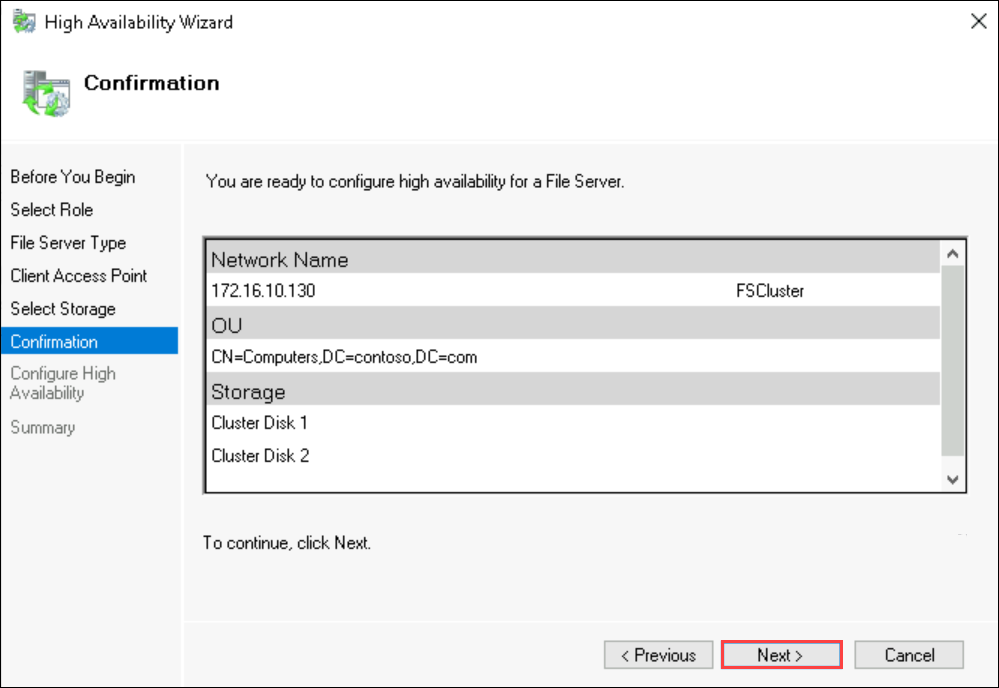 High Availability Wizard
Confirmation
Before You Begin
Select Role
File Server Type
Client Access Point
Select Storage
Confirmation
Configure High
Availability
Summary
You are ready to configure high availability for a File Server.
Network Name
172.16.10.130 FSCluster
OU
CN=Computers,DC=contoso,DC=com
Storage
Cluster Disk 1
Cluster Disk 2
To continue, click Next.
< Previous Next > Cancel